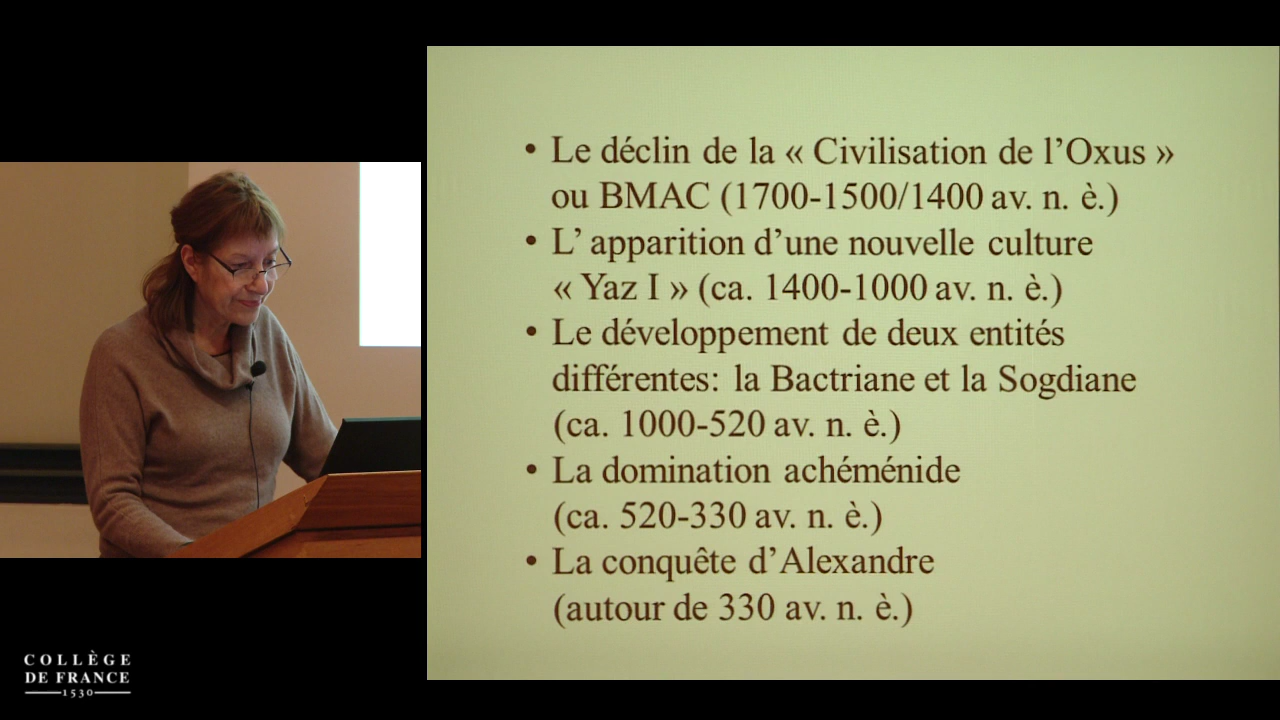 • Le déclin de la « Civilisation de l’Oxus »
ou BMAC (1700-1500/1400 av. n. è.)
• L’ apparition d’une nouvelle culture
« Yaz I » (ca. 1400-1000 av. n. è.)
• Le développement de deux entités
différentes: la Bactriane et la Sogdiane
(ca. 1000-520 av. n. è.)
• La domination achéménide
(ca. 520-330 av. n. è.)
• La conquête d’Alexandre
(autour de 330 av. n. è.)
COLLÈGE
DE FRANCE
1530